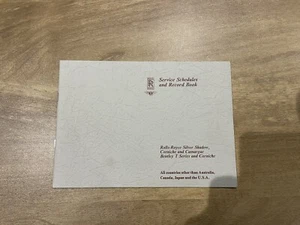 Service Schedules
and Record Book
Rolls-Royce Silver Shadow,
Corniche and Camargue
Bentley T Series and Corniche
All countries other than Australia,
Canada, Japan and the U.S.A.